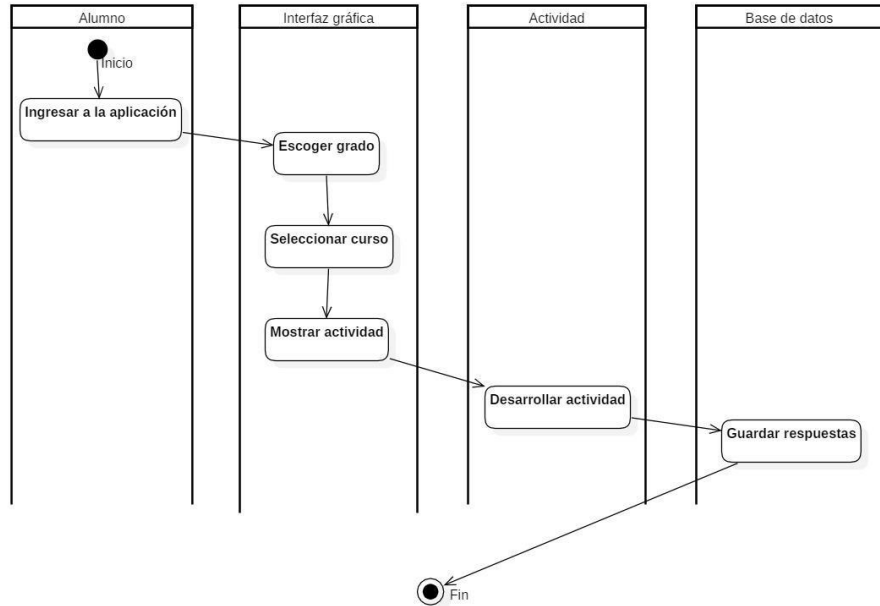 Alumno
Interfaz gráfica
Actividad
Base de datos
Inicio
Ingresar a la aplicación
Escoger grado
Seleccionar curso
Mostrar actividad
Desarrollar actividad
Guardar respuestas
Fin